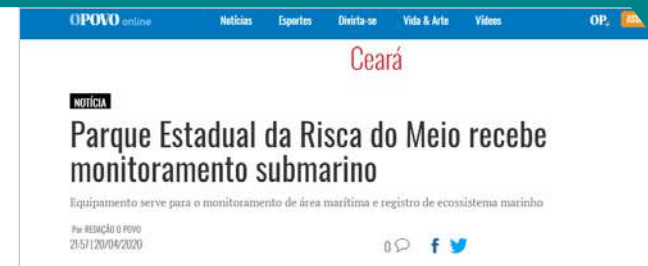 OPOVO online Notícias Esportes Divirta-se Vida & Arte Vídeos OP.
Ceará
NOTÍCIA
Parque Estadual da Risca do Meio recebe
monitoramento submarino
Equipamento serve para o monitoramento de área marítima e registro de ecossistema marinho
Por REDAÇÃO O POVO
21:57 | 20/04/2020
0